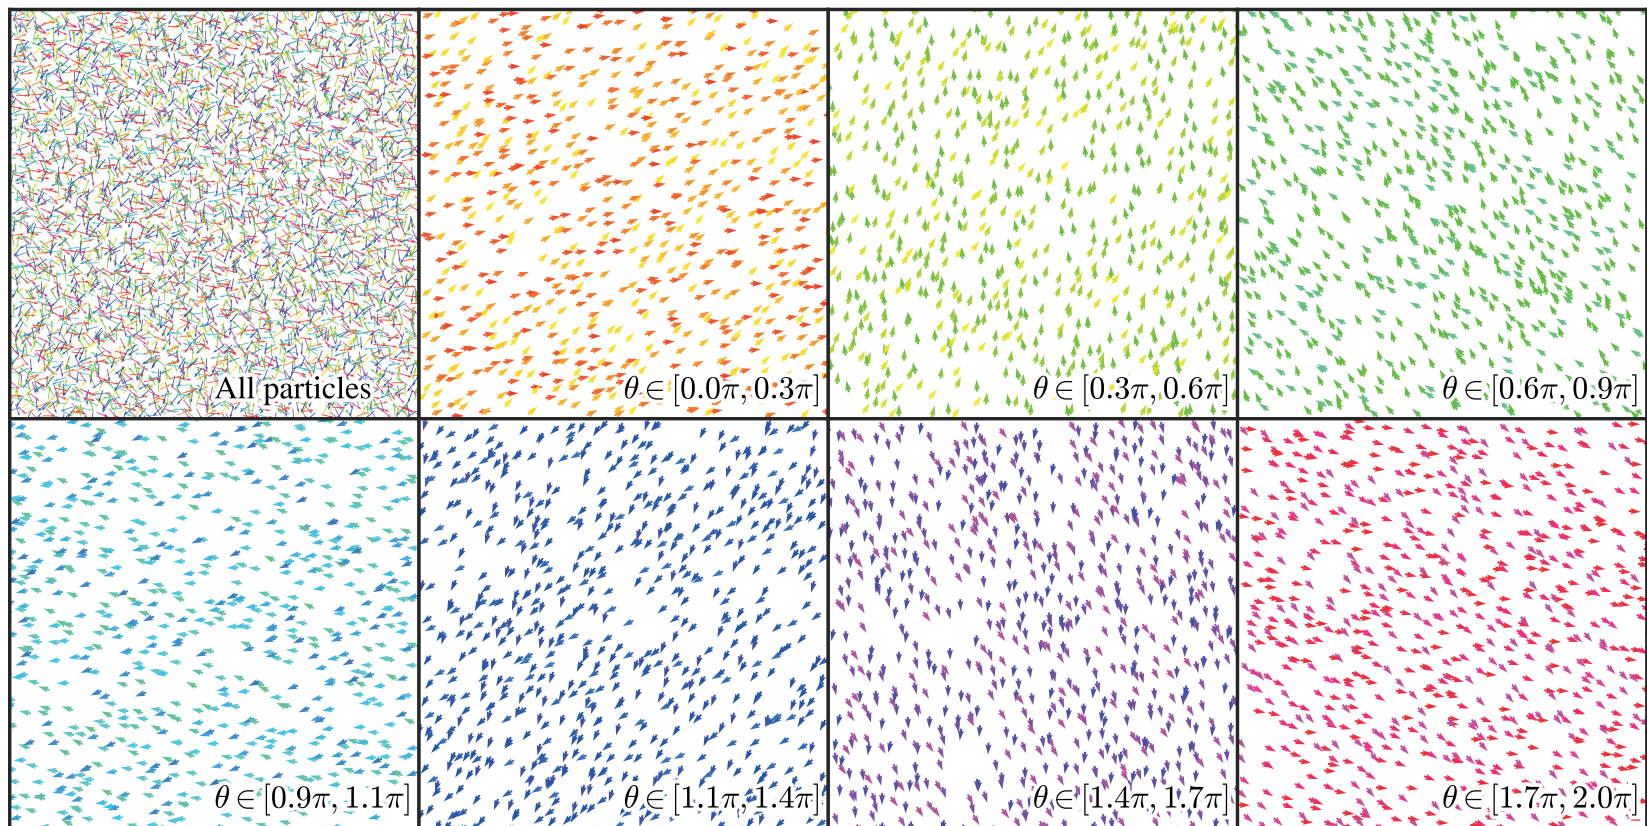 All particles
θ ∈ [0.0π, 0.3π]
θ ∈ [0.3π, 0.6π]
θ ∈ [0.6π, 0.9π]
θ ∈ [0.9π, 1.1π]
θ ∈ [1.1π, 1.4π]
θ ∈ [1.4π, 1.7π]
θ ∈ [1.7π, 2.0π]